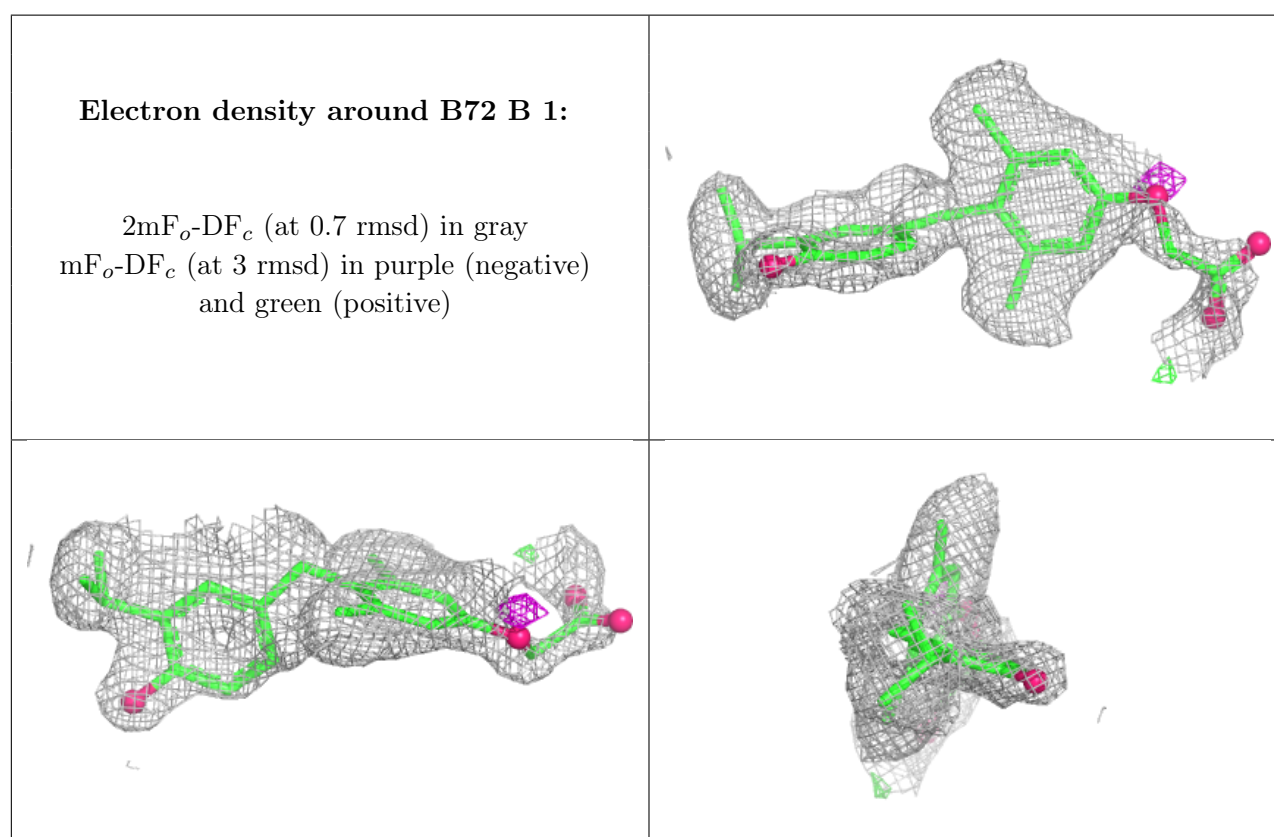 Electron density around B72 B 1:
2mFₒ-DF𝒸 (at 0.7 rmsd) in gray
mFₒ-DF𝒸 (at 3 rmsd) in purple (negative)
and green (positive)